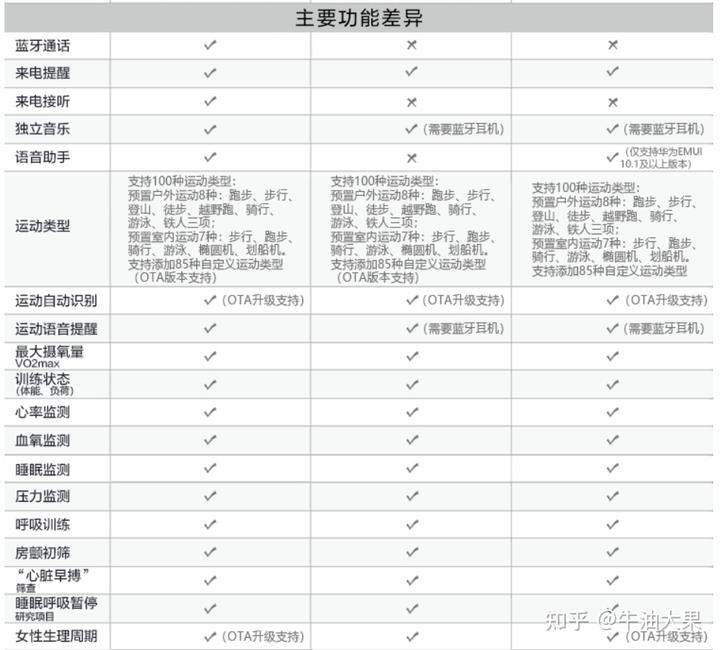 主要功能差异
蓝牙通话 ✓ ✗ ✗
来电提醒 ✓ ✓ ✓
来电接听 ✓ ✗ ✗
独立音乐 ✓ ✓(需要蓝牙耳机) ✓(需要蓝牙耳机)
语音助手 ✓ ✗ ✓(仅支持华为EMUI
10.1及以上版本)
运动类型
支持100种运动类型：
预置户外运动8种：跑步、步行、
登山、徒步、越野跑、骑行、
游泳、铁人三项；
预置室内运动7种：步行、跑步、
骑行、游泳、椭圆机、划船机。
支持添加85种自定义运动类型
（OTA版本支持）
支持100种运动类型：
预置户外运动8种：跑步、步行、
登山、徒步、越野跑、骑行、
游泳、铁人三项；
预置室内运动7种：步行、跑步、
骑行、游泳、椭圆机、划船机。
支持添加85种自定义运动类型
（OTA版本支持）
支持100种运动类型：
预置户外运动8种：跑步、步行、
登山、徒步、越野跑、骑行、
游泳、铁人三项；
预置室内运动7种：步行、跑步、
骑行、游泳、椭圆机、划船机。
支持添加85种自定义运动类型
运动自动识别 ✓(OTA升级支持) ✓(OTA升级支持) ✓(OTA升级支持)
运动语音提醒 ✓ ✓(需要蓝牙耳机) ✓(需要蓝牙耳机)
最大摄氧量 ✓ ✓ ✓
VO2max
训练状态 ✓ ✓ ✓
(体能、负荷)
心率监测 ✓ ✓ ✓
血氧监测 ✓ ✓ ✓
睡眠监测 ✓ ✓ ✓
压力监测 ✓ ✓ ✓
呼吸训练 ✓ ✓ ✓
房颤初筛 ✓ ✓ ✓
“心脏早搏” ✓ ✓ ✓
筛查
睡眠呼吸暂停 ✓ ✓ ✓
研究项目
女性生理周期 ✓(OTA升级支持) ✓ ✓(OTA升级支持)
知乎 @牛油大果